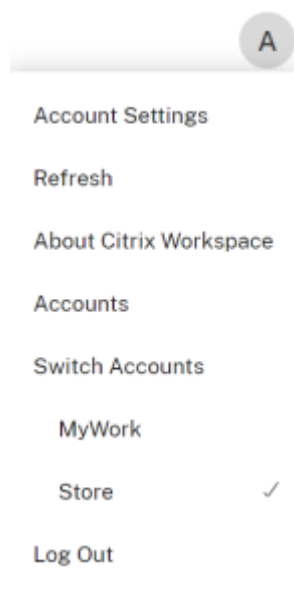 A
Account Settings
Refresh
About Citrix Workspace
Accounts
Switch Accounts
MyWork
Store
Log Out